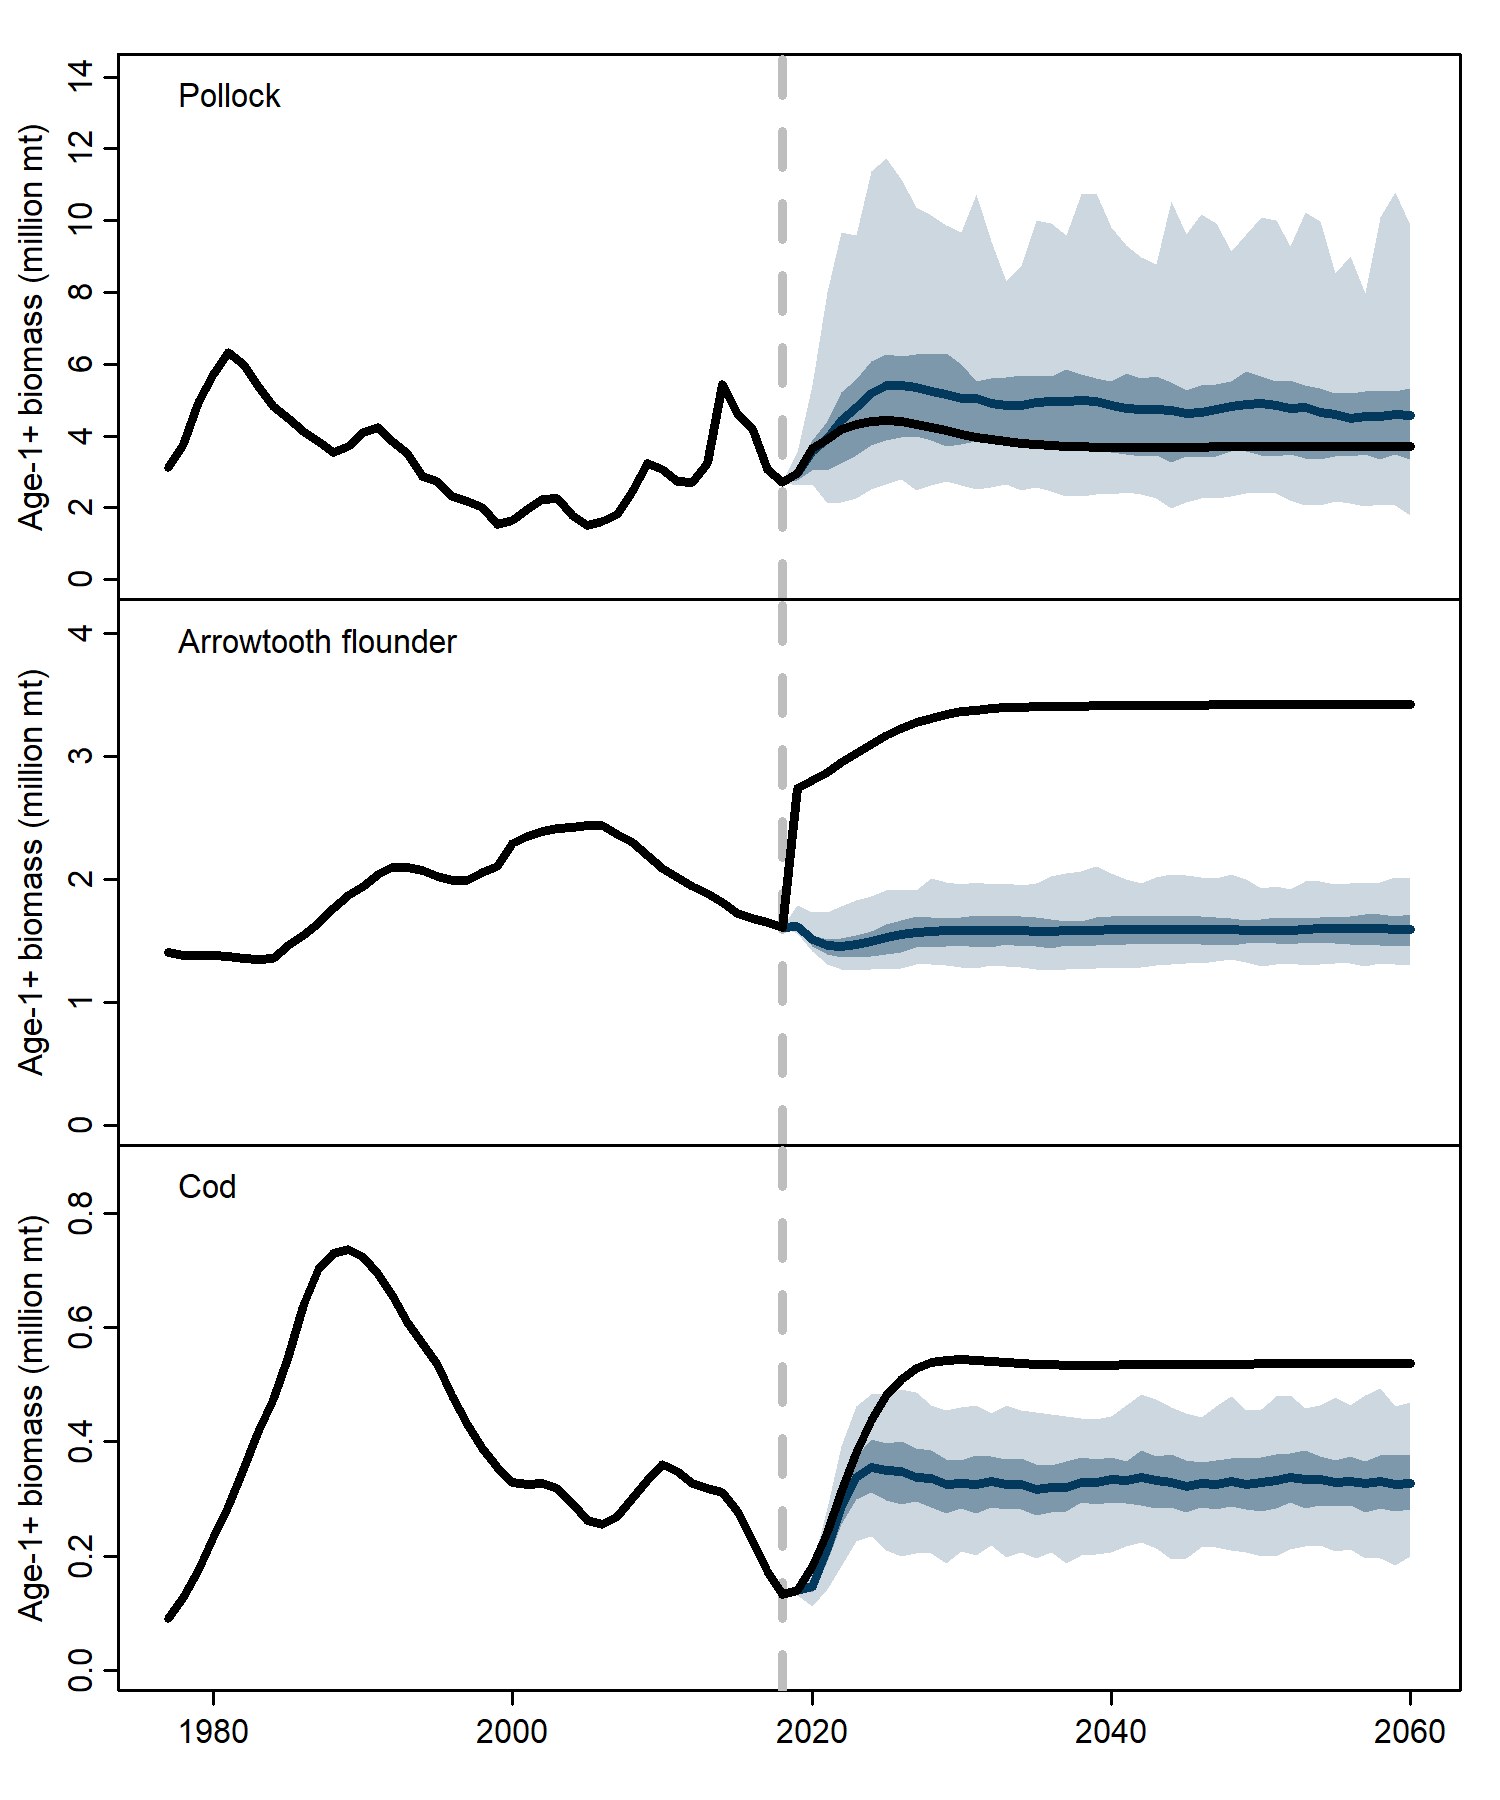 Pollock
Age-1+ biomass (million mt)
14
12
10
8
6
4
2
0
Arrowtooth flounder
Age-1+ biomass (million mt)
4
3
2
1
0
Cod
Age-1+ biomass (million mt)
0.8
0.6
0.4
0.2
0.0
1980 2000 2020 2040 2060